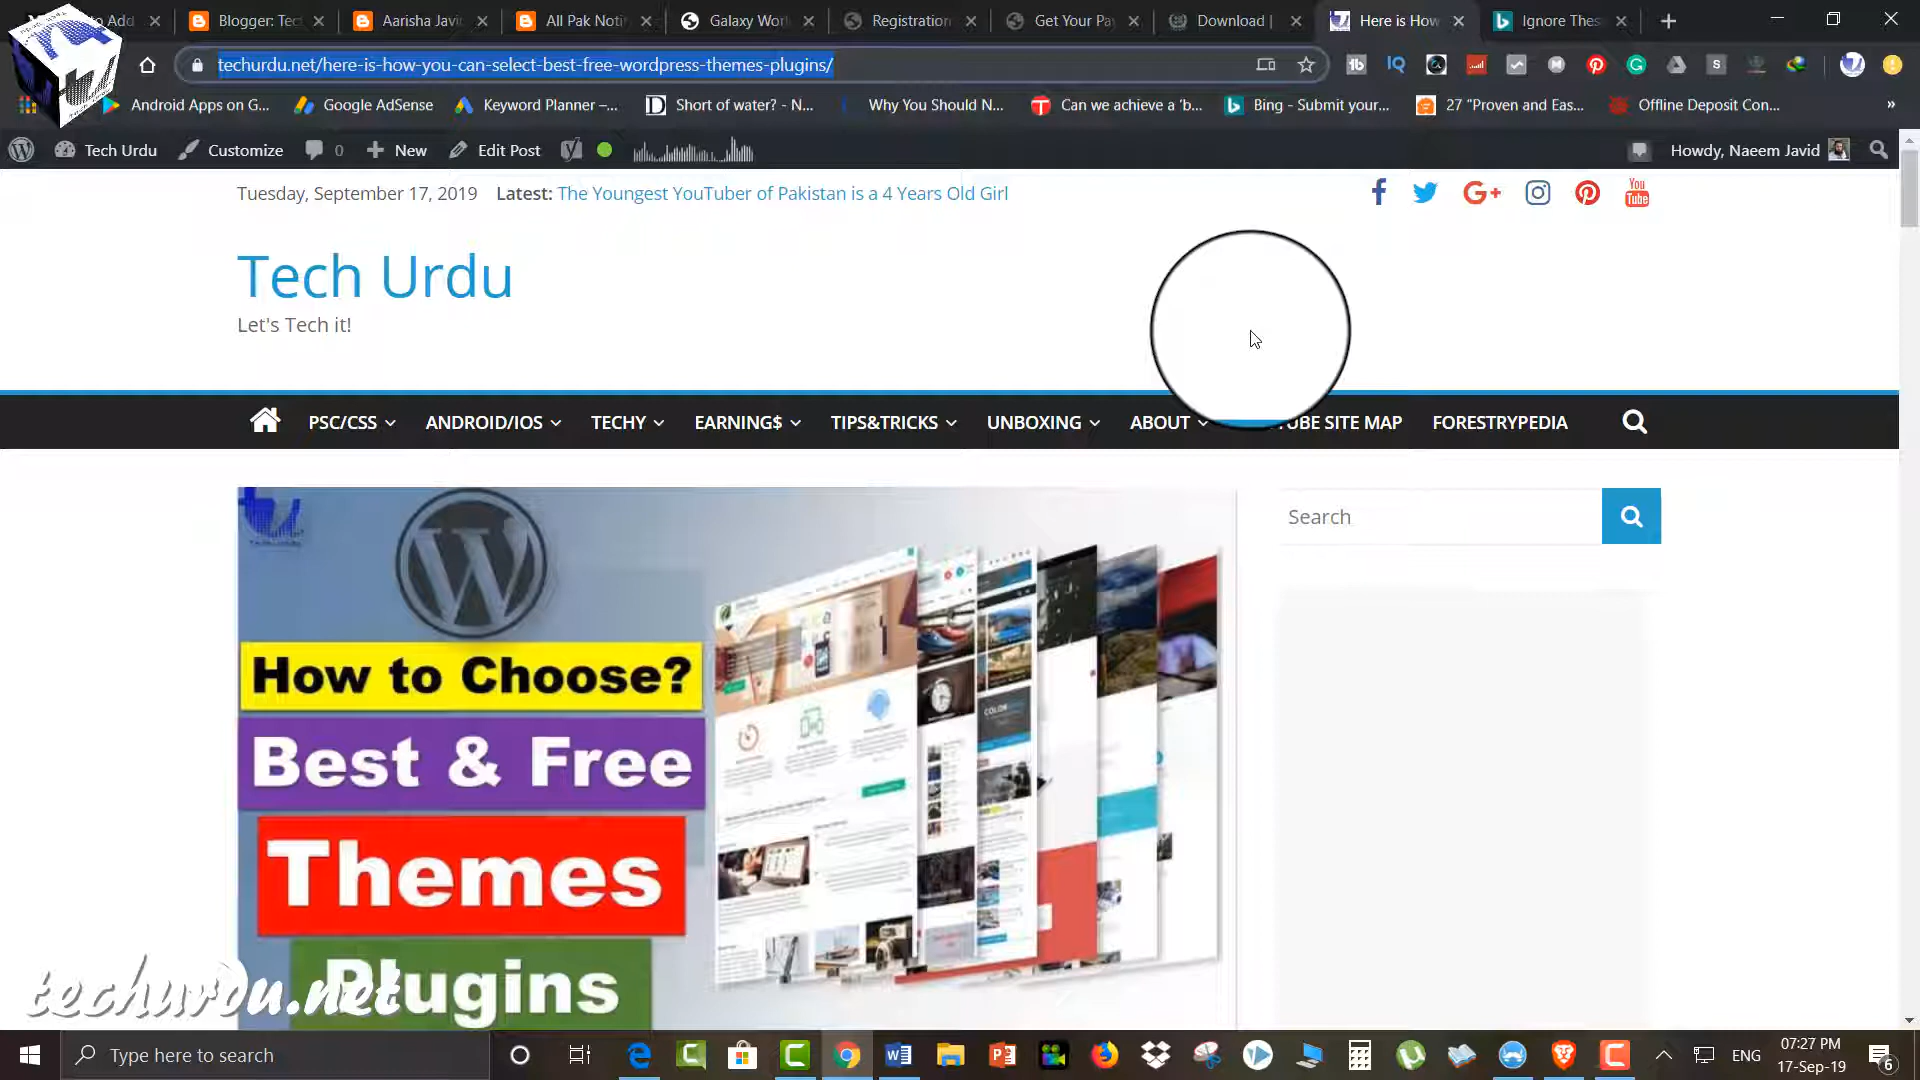 to Add
Blogger: Tec
Aarisha Javi
All Pak Noti
Galaxy Worl
Registration
Get Your Pa
Download |
Here is How
Ignore Thes
techurdu.net/here-is-how-you-can-select-best-free-wordpress-themes-plugins/
Android Apps on G...
Google AdSense
Keyword Planner –...
Short of water? - N...
Why You Should N...
Can we achieve a 'b...
Bing - Submit your...
27 "Proven and Eas...
Offline Deposit Con...
Tech Urdu
Customize
0
New
Edit Post
Howdy, Naeem Javid
Tuesday, September 17, 2019
Latest: The Youngest YouTuber of Pakistan is a 4 Years Old Girl
You Tube
Tech Urdu
Let's Tech it!
PSC/CSS
ANDROID/IOS
TECHY
EARNING$
TIPS&TRICKS
UNBOXING
ABOUT
UBE SITE MAP
FORESTRYPEDIA
Search
How to Choose?
Best & Free
Themes
Plugins
techurdu.net
Type here to search
ENG
07:27 PM
17-Sep-19
6